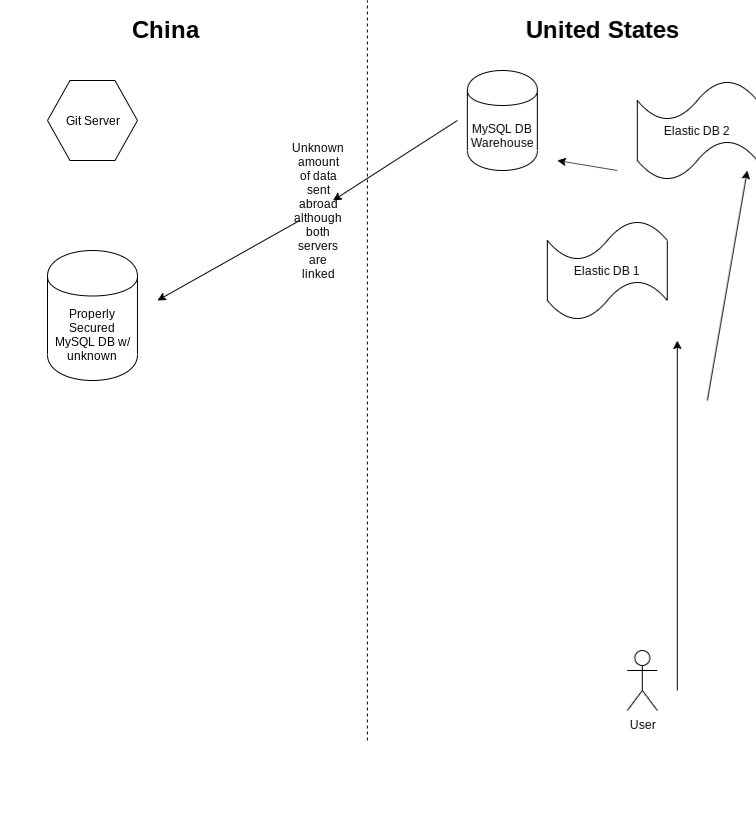 China
United States
Git Server
MySQL DB
Warehouse
Elastic DB 2
Unknown
amount
of data
sent
abroad
although
both
servers
are
linked
Elastic DB 1
Properly
Secured
MySQL DB w/
unknown
User